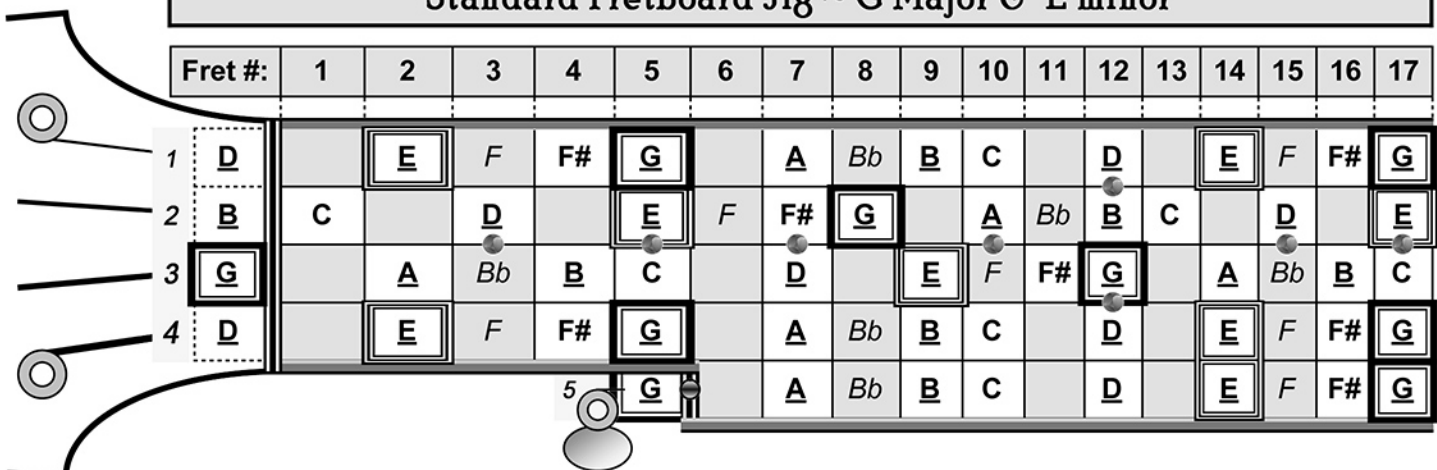 Standard Fretboard Jig ~ G Major & E minor
Fret #: 1 2 3 4 5 6 7 8 9 10 11 12 13 14 15 16 17
1 D E F F# G A Bb B C D E F F# G
2 B C D E F F# G A Bb B C D E
3 G A Bb B C D E F F# G A Bb B C
4 D E F F# G A Bb B C D E F F# G
5 G A Bb B C D E F F# G